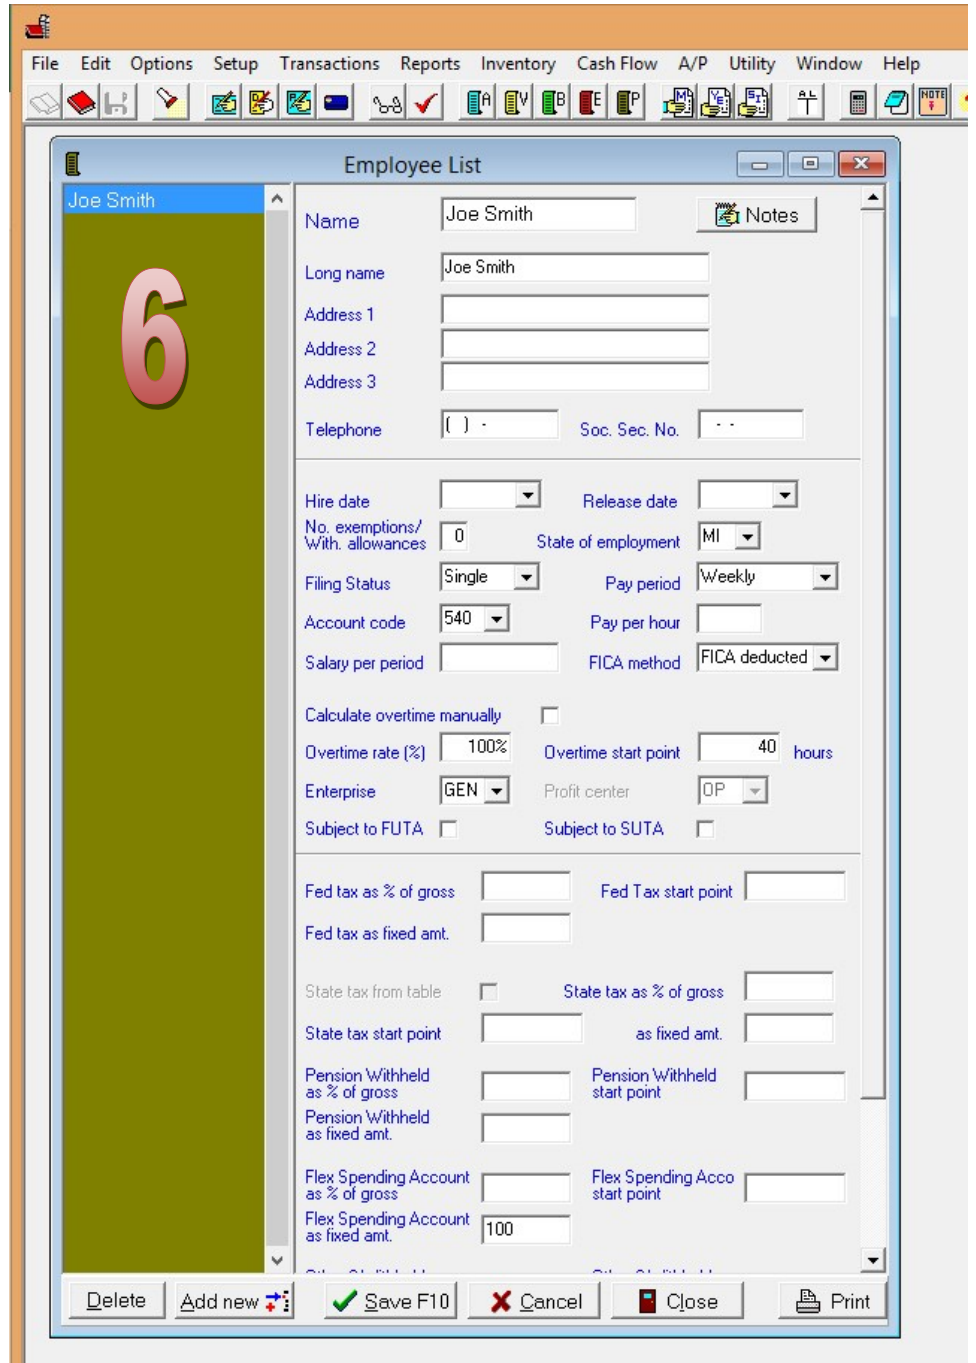 File Edit Options Setup Transactions Reports Inventory Cash Flow A/P Utility Window Help
A V B E P M YE SI AL NOTE
Employee List
Joe Smith
6
Name Joe Smith Notes
Long name Joe Smith
Address 1
Address 2
Address 3
Telephone ( ) - Soc. Sec. No. - -
Hire date Release date
No. exemptions/
With. allowances 0 State of employment MI
Filing Status Single Pay period Weekly
Account code 540 Pay per hour
Salary per period FICA method FICA deducted
Calculate overtime manually
Overtime rate (%) 100% Overtime start point 40 hours
Enterprise GEN Profit center OP
Subject to FUTA Subject to SUTA
Fed tax as % of gross Fed Tax start point
Fed tax as fixed amt.
State tax from table State tax as % of gross
State tax start point as fixed amt.
Pension Withheld Pension Withheld
as % of gross start point
Pension Withheld
as fixed amt.
Flex Spending Account Flex Spending Acco
as % of gross start point
Flex Spending Account
as fixed amt. 100
Delete Add new Save F10 Cancel Close Print